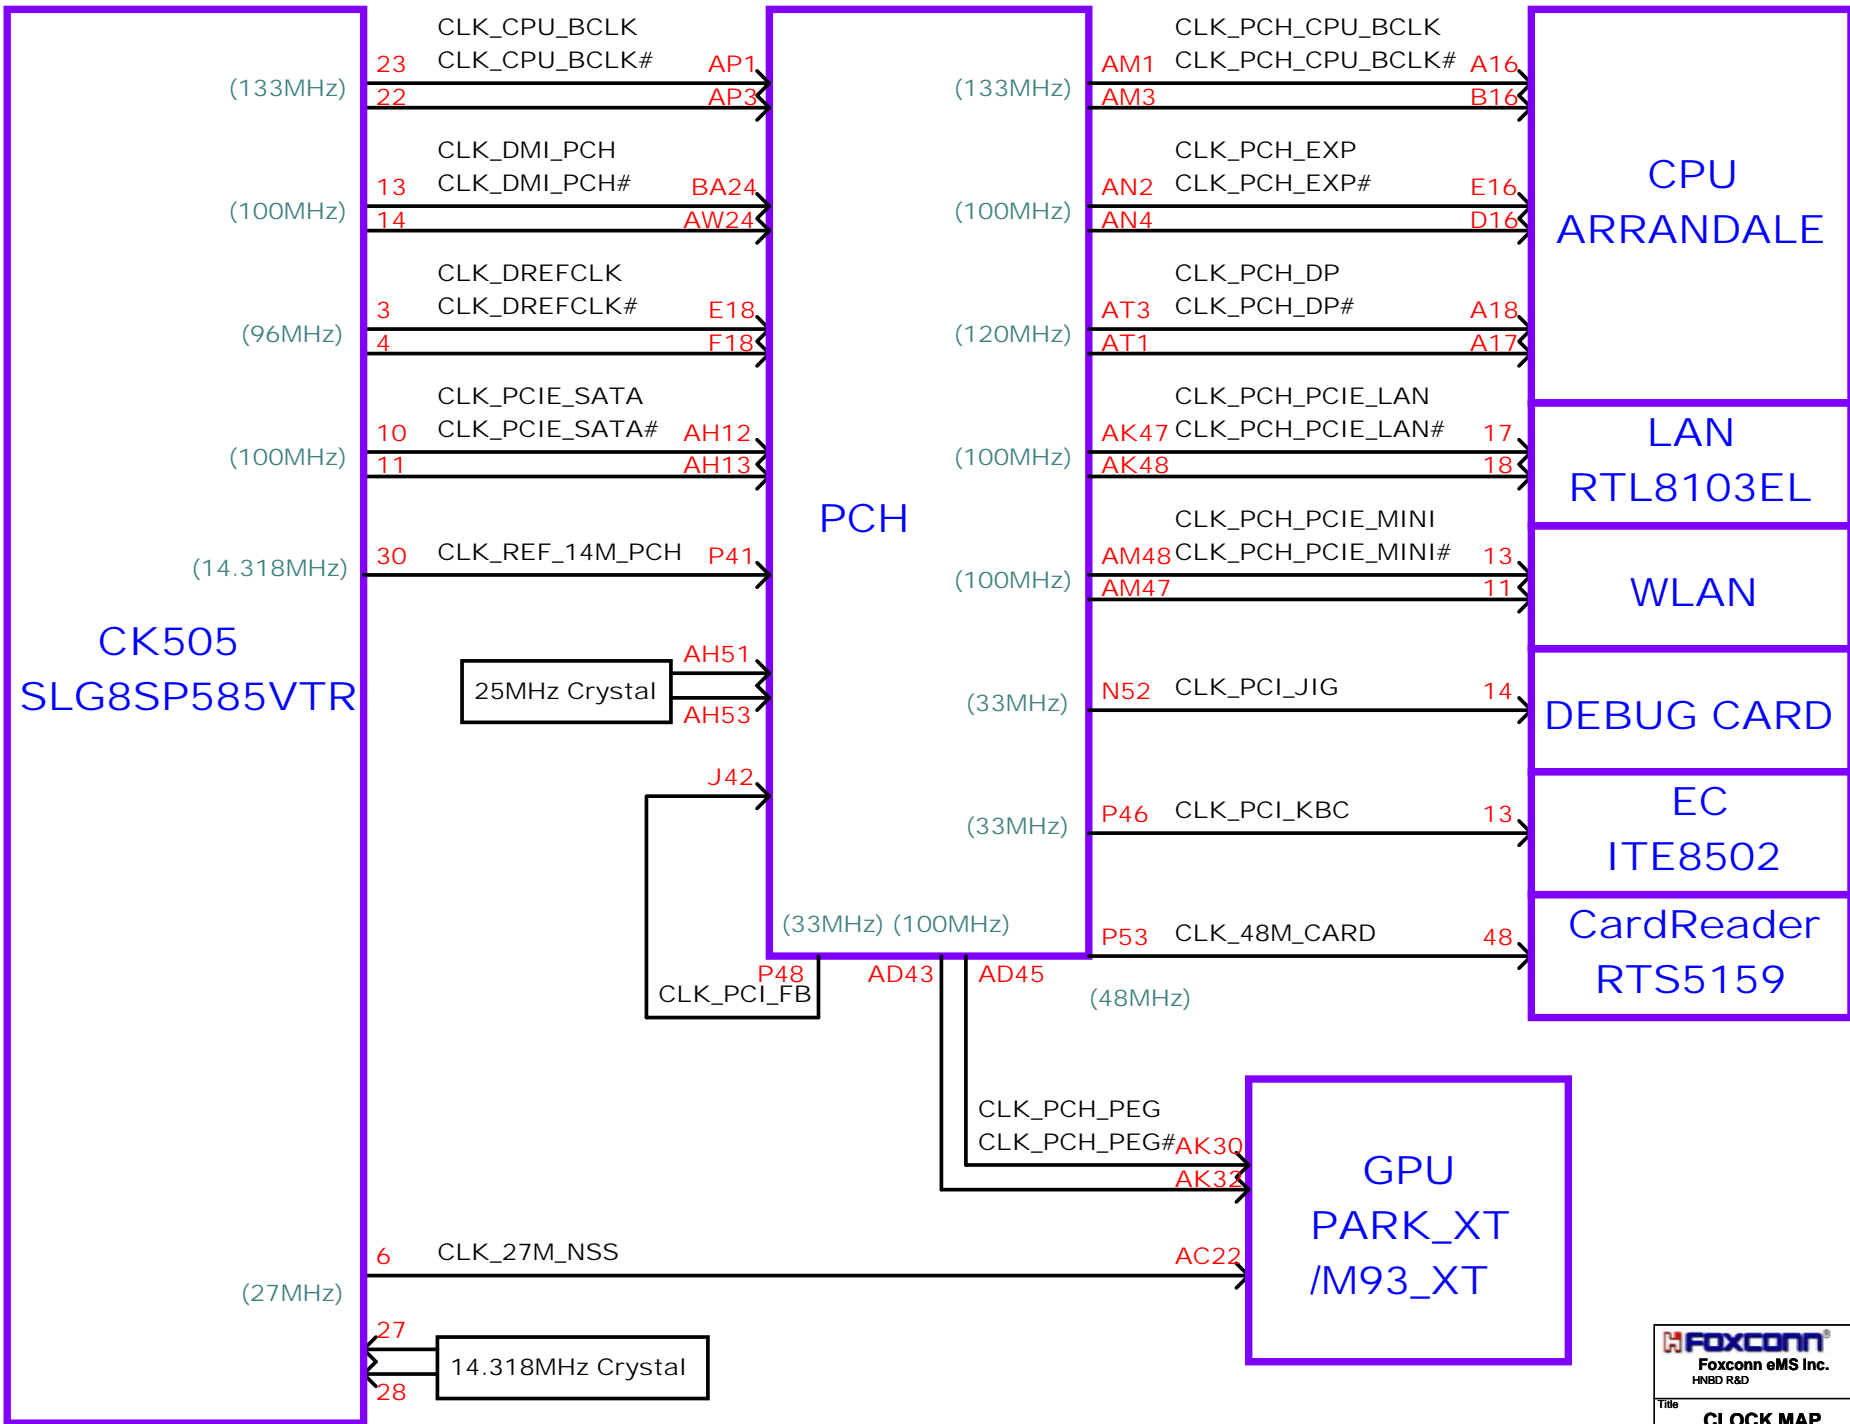 CLK_CPU_BCLK
CLK_CPU_BCLK#
23
22
AP1
AP3
(133MHz)
CLK_DMI_PCH
CLK_DMI_PCH#
13
14
BA24
AW24
(100MHz)
CLK_DREFCLK
CLK_DREFCLK#
3
4
E18
F18
(96MHz)
CLK_PCIE_SATA
CLK_PCIE_SATA#
10
11
AH12
AH13
(100MHz)
30
CLK_REF_14M_PCH
P41
(14.318MHz)
CK505
SLG8SP585VTR
25MHz Crystal
AH51
AH53
J42
P48
CLK_PCI_FB
PCH
(33MHz) (100MHz)
AD43
AD45
CLK_PCH_CPU_BCLK
CLK_PCH_CPU_BCLK#
(133MHz)
AM1
AM3
A16
B16
CLK_PCH_EXP
CLK_PCH_EXP#
(100MHz)
AN2
AN4
E16
D16
CLK_PCH_DP
CLK_PCH_DP#
(120MHz)
AT3
AT1
A18
A17
CPU
ARRANDALE
CLK_PCH_PCIE_LAN
CLK_PCH_PCIE_LAN#
(100MHz)
AK47
AK48
17
18
LAN
RTL8103EL
CLK_PCH_PCIE_MINI
CLK_PCH_PCIE_MINI#
(100MHz)
AM48
AM47
13
11
WLAN
(33MHz)
N52
CLK_PCI_JIG
14
DEBUG CARD
(33MHz)
P46
CLK_PCI_KBC
13
EC
ITE8502
P53
CLK_48M_CARD
48
(48MHz)
CardReader
RTS5159
CLK_PCH_PEG
CLK_PCH_PEG#
AK30
AK32
GPU
PARK_XT
/M93_XT
6
CLK_27M_NSS
AC22
(27MHz)
27
28
14.318MHz Crystal
FOXCONN®
Foxconn eMS Inc.
HNBD R&D
Title
CLOCK MAP